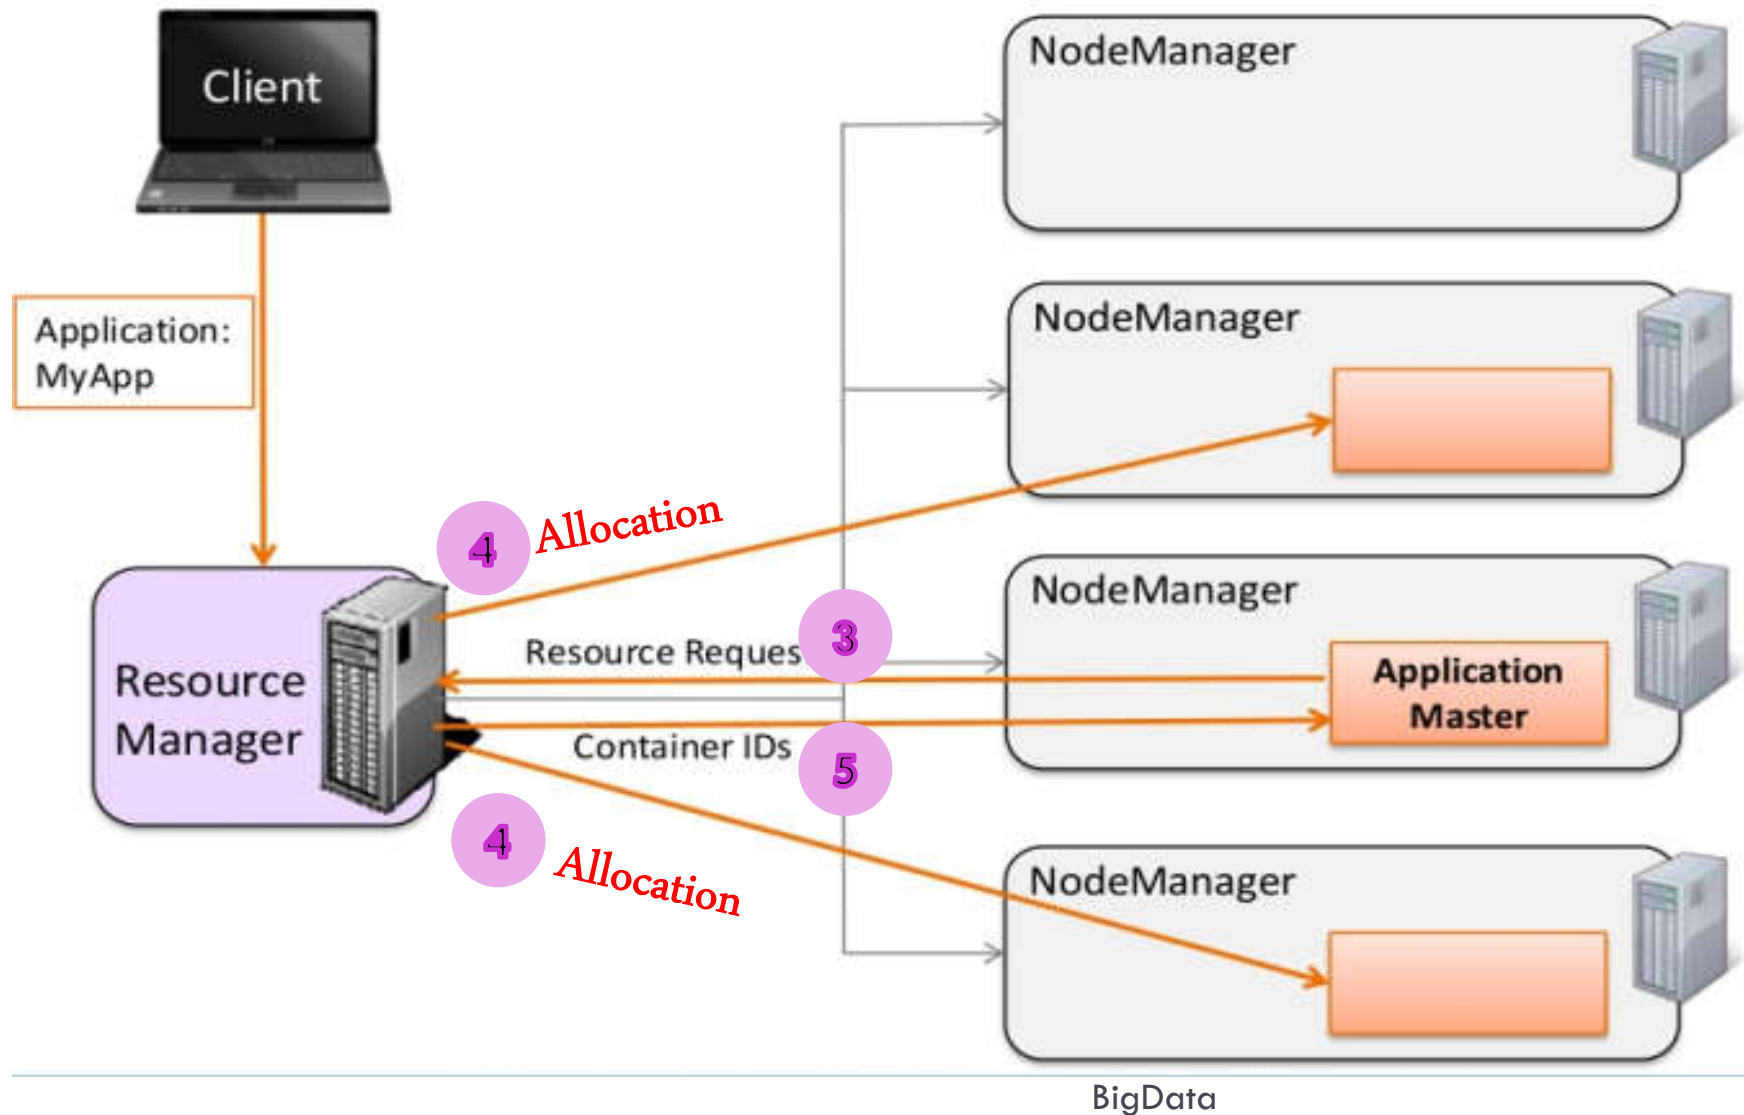 Client
NodeManager
Application:
MyApp
NodeManager
4
Allocation
NodeManager
Resource Reques
3
Application
Master
Resource
Manager
Container IDs
5
4
Allocation
NodeManager
BigData